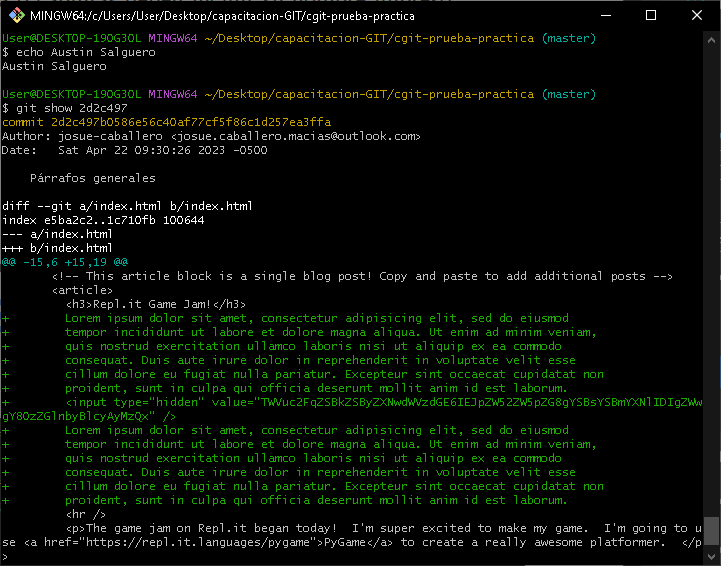 MINGW64:/c/Users/User/Desktop/capacitacion-GIT/cgit-prueba-practica
User@DESKTOP-19OG3OL MINGW64 ~/Desktop/capacitacion-GIT/cgit-prueba-practica (master)
$ echo Austin Salguero
Austin Salguero
User@DESKTOP-19OG3OL MINGW64 ~/Desktop/capacitacion-GIT/cgit-prueba-practica (master)
$ git show 2d2c497
commit 2d2c497b0586e56c40af77cf5f86c1d257ea3ffa
Author: josue-caballero <josue.caballero.macias@outlook.com>
Date:   Sat Apr 22 09:30:26 2023 -0500
    Párrafos generales
diff --git a/index.html b/index.html
index e5ba2c2..1c710fb 100644
--- a/index.html
+++ b/index.html
@@ -15,6 +15,19 @@
       <!-- This article block is a single blog post! Copy and paste to add additional posts -->
       <article>
         <h3>Repl.it Game Jam!</h3>
+        Lorem ipsum dolor sit amet, consectetur adipisicing elit, sed do eiusmod
+        tempor incididunt ut labore et dolore magna aliqua. Ut enim ad minim veniam,
+        quis nostrud exercitation ullamco laboris nisi ut aliquip ex ea commodo
+        consequat. Duis aute irure dolor in reprehenderit in voluptate velit esse
+        cillum dolore eu fugiat nulla pariatur. Excepteur sint occaecat cupidatat non
+        proident, sunt in culpa qui officia deserunt mollit anim id est laborum.
+        <input type="hidden" value="TWVuc2FqZSBkZSByZXNwdWVzdGE6IEJpZW52ZW5pZG8gYSBsYSBmYXNlIDIgZWw
gY8OzZGlnbyBlcyAyMzQx" />
+        Lorem ipsum dolor sit amet, consectetur adipisicing elit, sed do eiusmod
+        tempor incididunt ut labore et dolore magna aliqua. Ut enim ad minim veniam,
+        quis nostrud exercitation ullamco laboris nisi ut aliquip ex ea commodo
+        consequat. Duis aute irure dolor in reprehenderit in voluptate velit esse
+        cillum dolore eu fugiat nulla pariatur. Excepteur sint occaecat cupidatat non
+        proident, sunt in culpa qui officia deserunt mollit anim id est laborum.
         <hr />
         <p>The game jam on Repl.it began today!  I'm super excited to make my game.  I'm going to u
se <a href="https://repl.it.languages/pygame">PyGame</a> to create a really awesome platformer.  </p
>